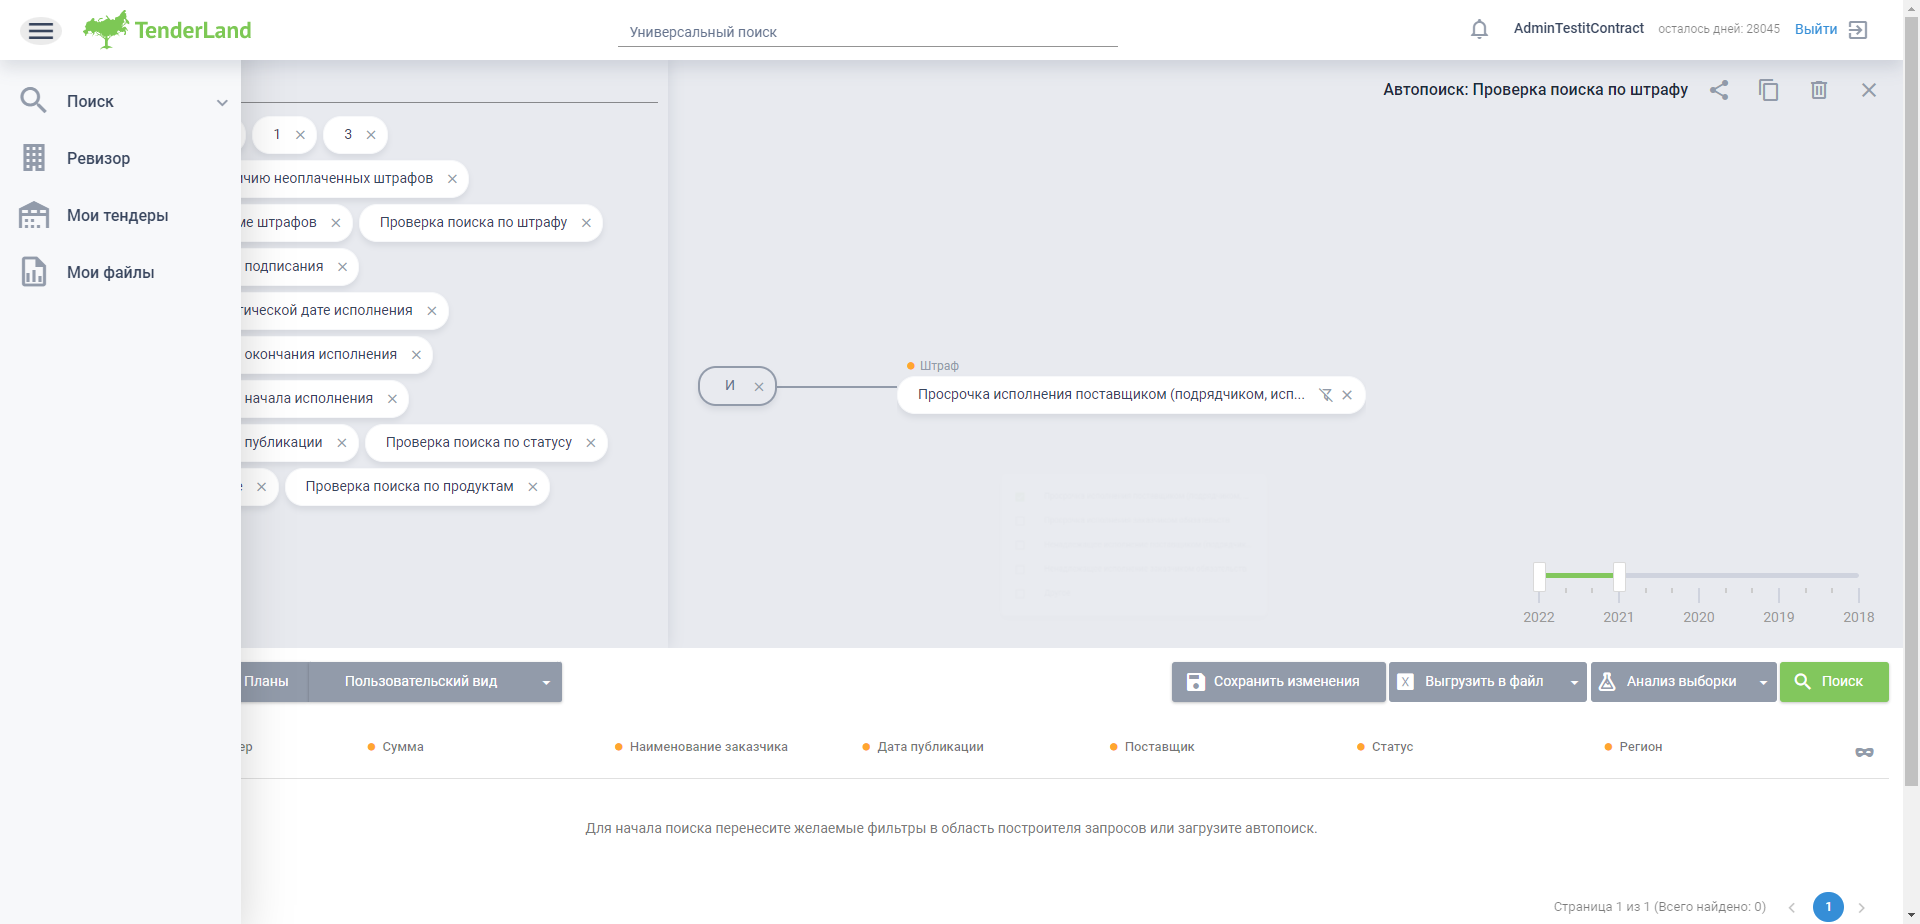 TenderLand
Универсальный поиск
AdminTestitContract
осталось дней: 28045
Выйти
Поиск
Ревизор
Мои тендеры
Мои файлы
Автопоиск: Проверка поиска по штрафу
1
3
неоплаченных штрафов
штрафов
Проверка поиска по штрафу
подписания
дате исполнения
окончания исполнения
начала исполнения
публикации
Проверка поиска по статусу
Проверка поиска по продуктам
И
Штраф
Просрочка исполнения поставщиком (подрядчиком, исп...
2022
2021
2020
2019
2018
Планы
Пользовательский вид
Сохранить изменения
Выгрузить в файл
Анализ выборки
Поиск
Сумма
Наименование заказчика
Дата публикации
Поставщик
Статус
Регион
Для начала поиска перенесите желаемые фильтры в область построителя запросов или загрузите автопоиск.
Страница 1 из 1 (Всего найдено: 0)
1